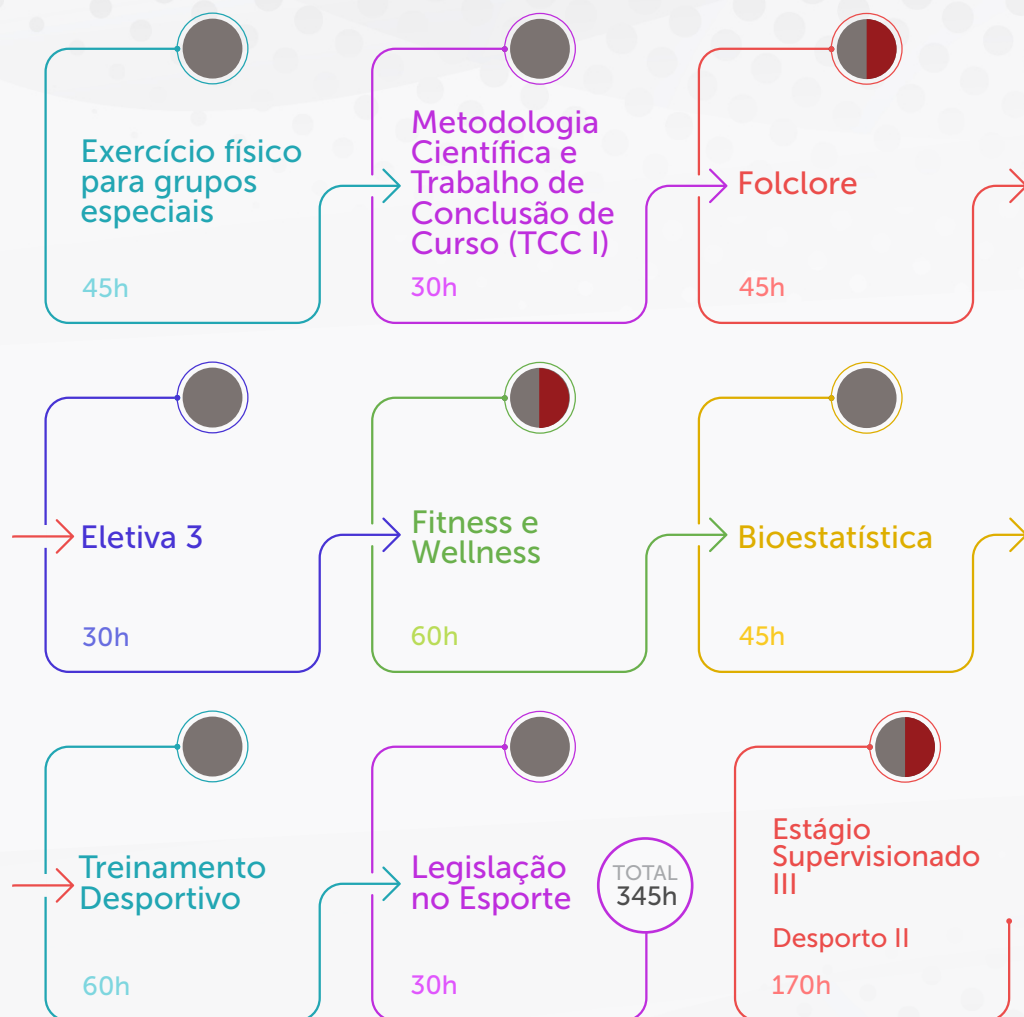 Exercício físico
para grupos
especiais
45h
Metodologia
Científica e
Trabalho de
Conclusão de
Curso (TCC I)
30h
Folclore
45h
Eletiva 3
30h
Fitness e
Wellness
60h
Bioestatística
45h
Treinamento
Desportivo
60h
Legislação
no Esporte
30h
TOTAL
345h
Estágio
Supervisionado
III
Desporto II
170h